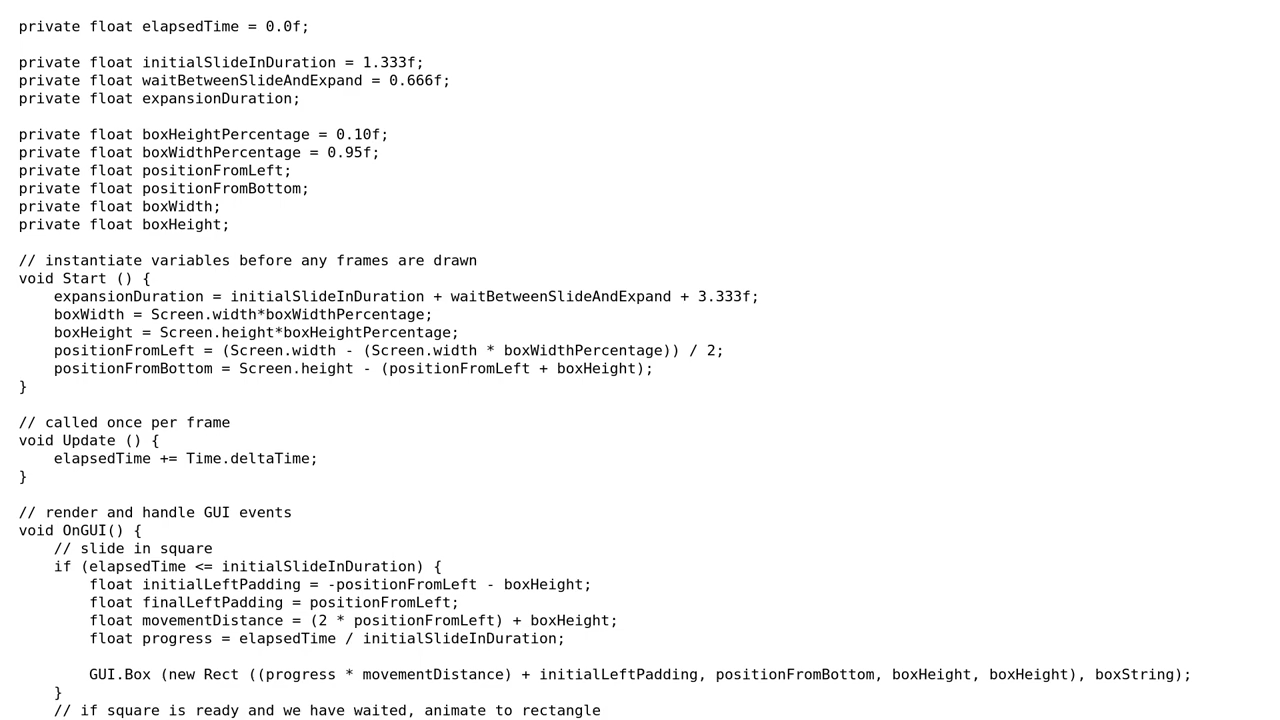 private float elapsedTime = 0.0f;
private float initialSlideInDuration = 1.333f;
private float waitBetweenSlideAndExpand = 0.666f;
private float expansionDuration;
private float boxHeightPercentage = 0.10f;
private float boxWidthPercentage = 0.95f;
private float positionFromLeft;
private float positionFromBottom;
private float boxWidth;
private float boxHeight;
// instantiate variables before any frames are drawn
void Start () {
    expansionDuration = initialSlideInDuration + waitBetweenSlideAndExpand + 3.333f;
    boxWidth = Screen.width*boxWidthPercentage;
    boxHeight = Screen.height*boxHeightPercentage;
    positionFromLeft = (Screen.width - (Screen.width * boxWidthPercentage)) / 2;
    positionFromBottom = Screen.height - (positionFromLeft + boxHeight);
}
// called once per frame
void Update () {
    elapsedTime += Time.deltaTime;
}
// render and handle GUI events
void OnGUI() {
    // slide in square
    if (elapsedTime <= initialSlideInDuration) {
        float initialLeftPadding = -positionFromLeft - boxHeight;
        float finalLeftPadding = positionFromLeft;
        float movementDistance = (2 * positionFromLeft) + boxHeight;
        float progress = elapsedTime / initialSlideInDuration;
        GUI.Box (new Rect ((progress * movementDistance) + initialLeftPadding, positionFromBottom, boxHeight, boxHeight), boxString);
    }
    // if square is ready and we have waited, animate to rectangle